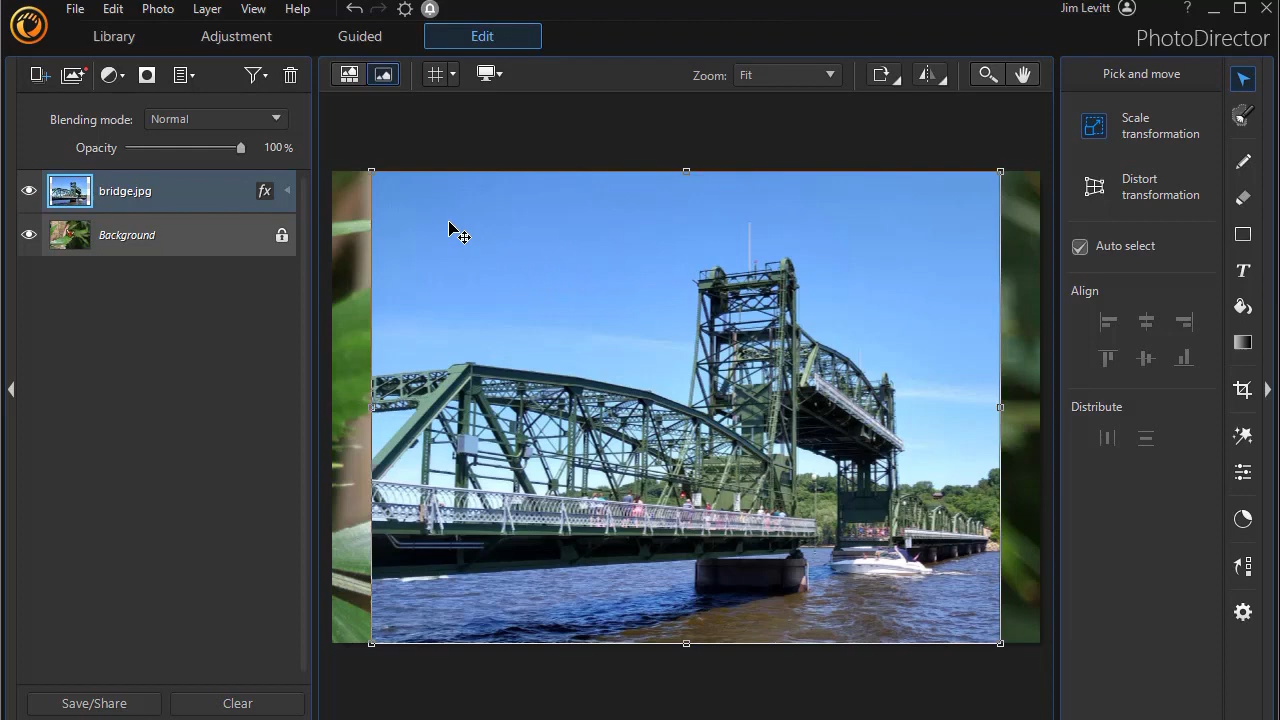 File Edit Photo Layer View Help
Jim Levitt
?
Library Adjustment Guided Edit
PhotoDirector
Zoom: Fit
Pick and move
Blending mode: Normal
Opacity 100 %
Scale
transformation
bridge.jpg fx
Distort
transformation
Background
Auto select
T
Align
Distribute
Save/Share Clear